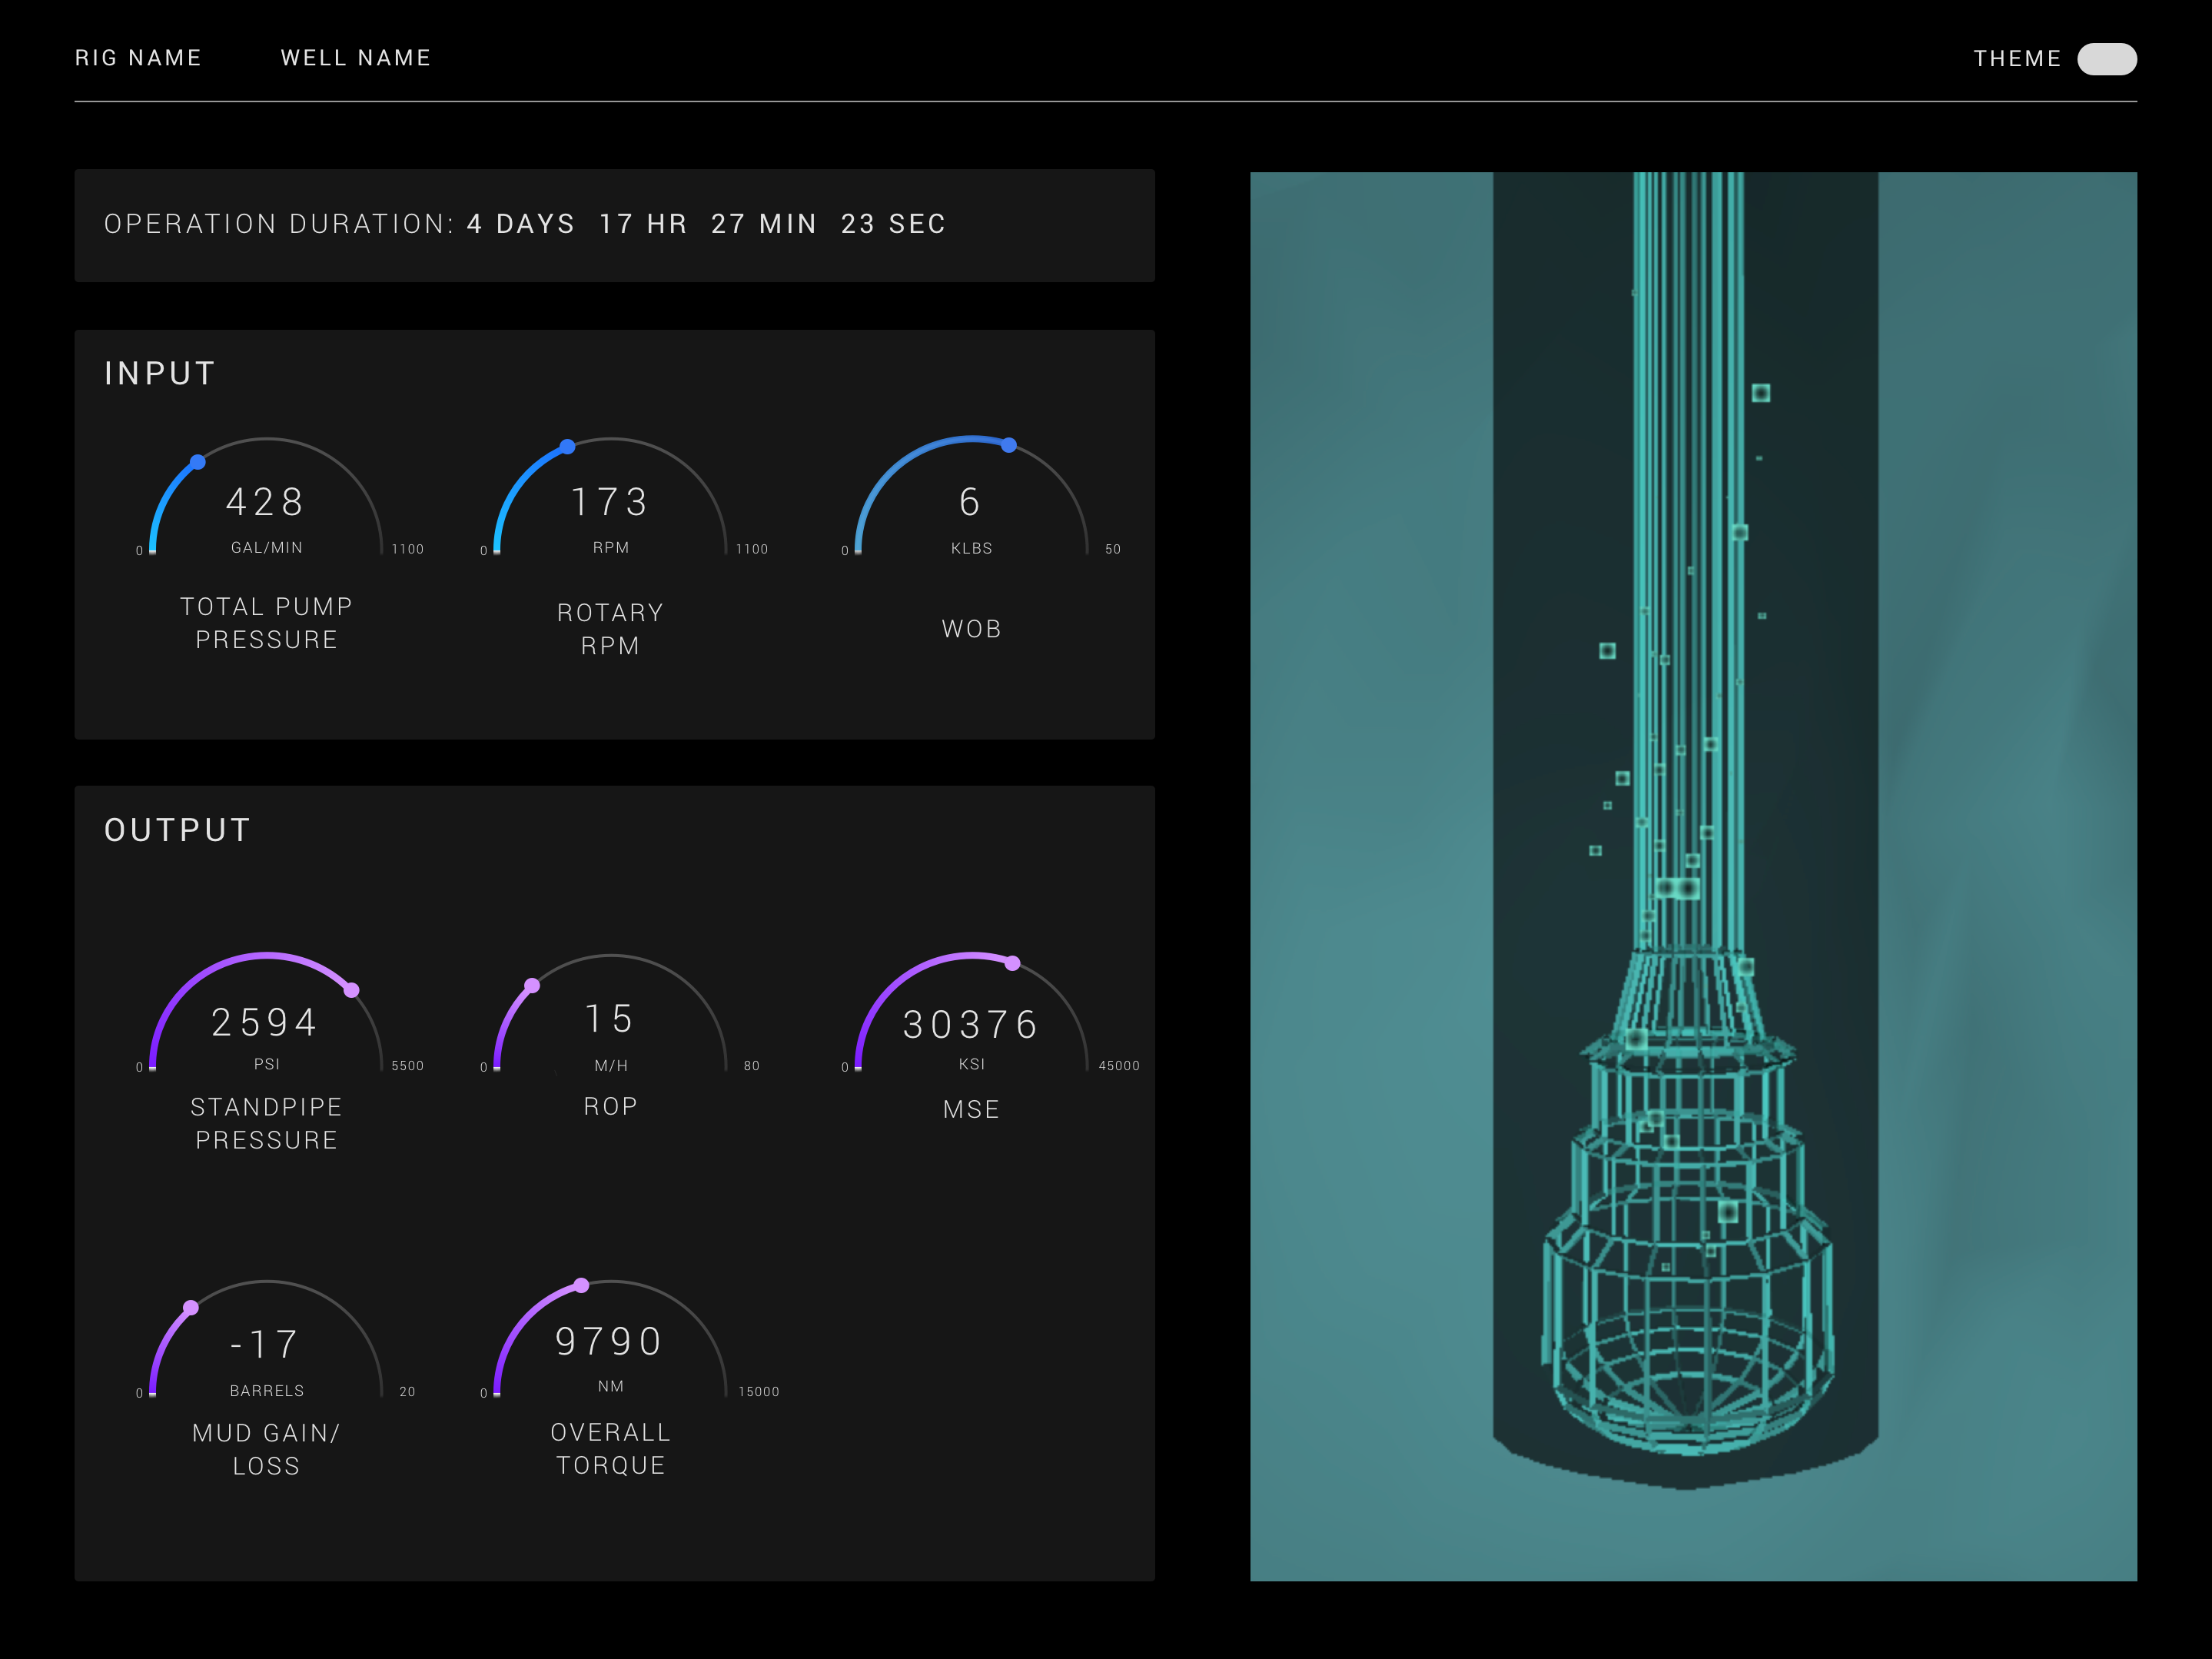 RIG NAME WELL NAME THEME
OPERATION DURATION: 4 DAYS 17 HR 27 MIN 23 SEC
INPUT
428
GAL/MIN
0 1100
TOTAL PUMP
PRESSURE
173
RPM
0 1100
ROTARY
RPM
6
KLBS
0 50
WOB
OUTPUT
2594
PSI
0 5500
STANDPIPE
PRESSURE
15
M/H
0 80
ROP
30376
KSI
0 45000
MSE
-17
BARRELS
0 20
MUD GAIN/
LOSS
9790
NM
0 15000
OVERALL
TORQUE